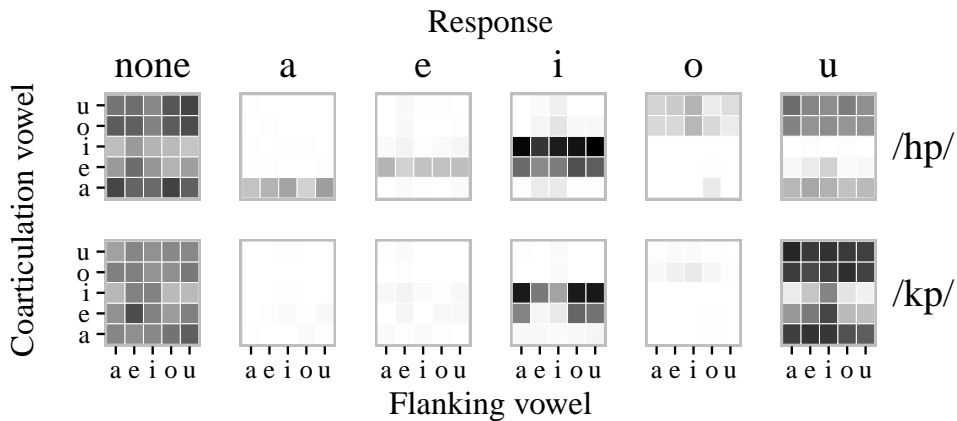 Response
none a e i o u
Coarticulation vowel
u
o
i
e
a
/hp/
u
o
i
e
a
/kp/
a e i o u a e i o u a e i o u a e i o u a e i o u a e i o u
Flanking vowel